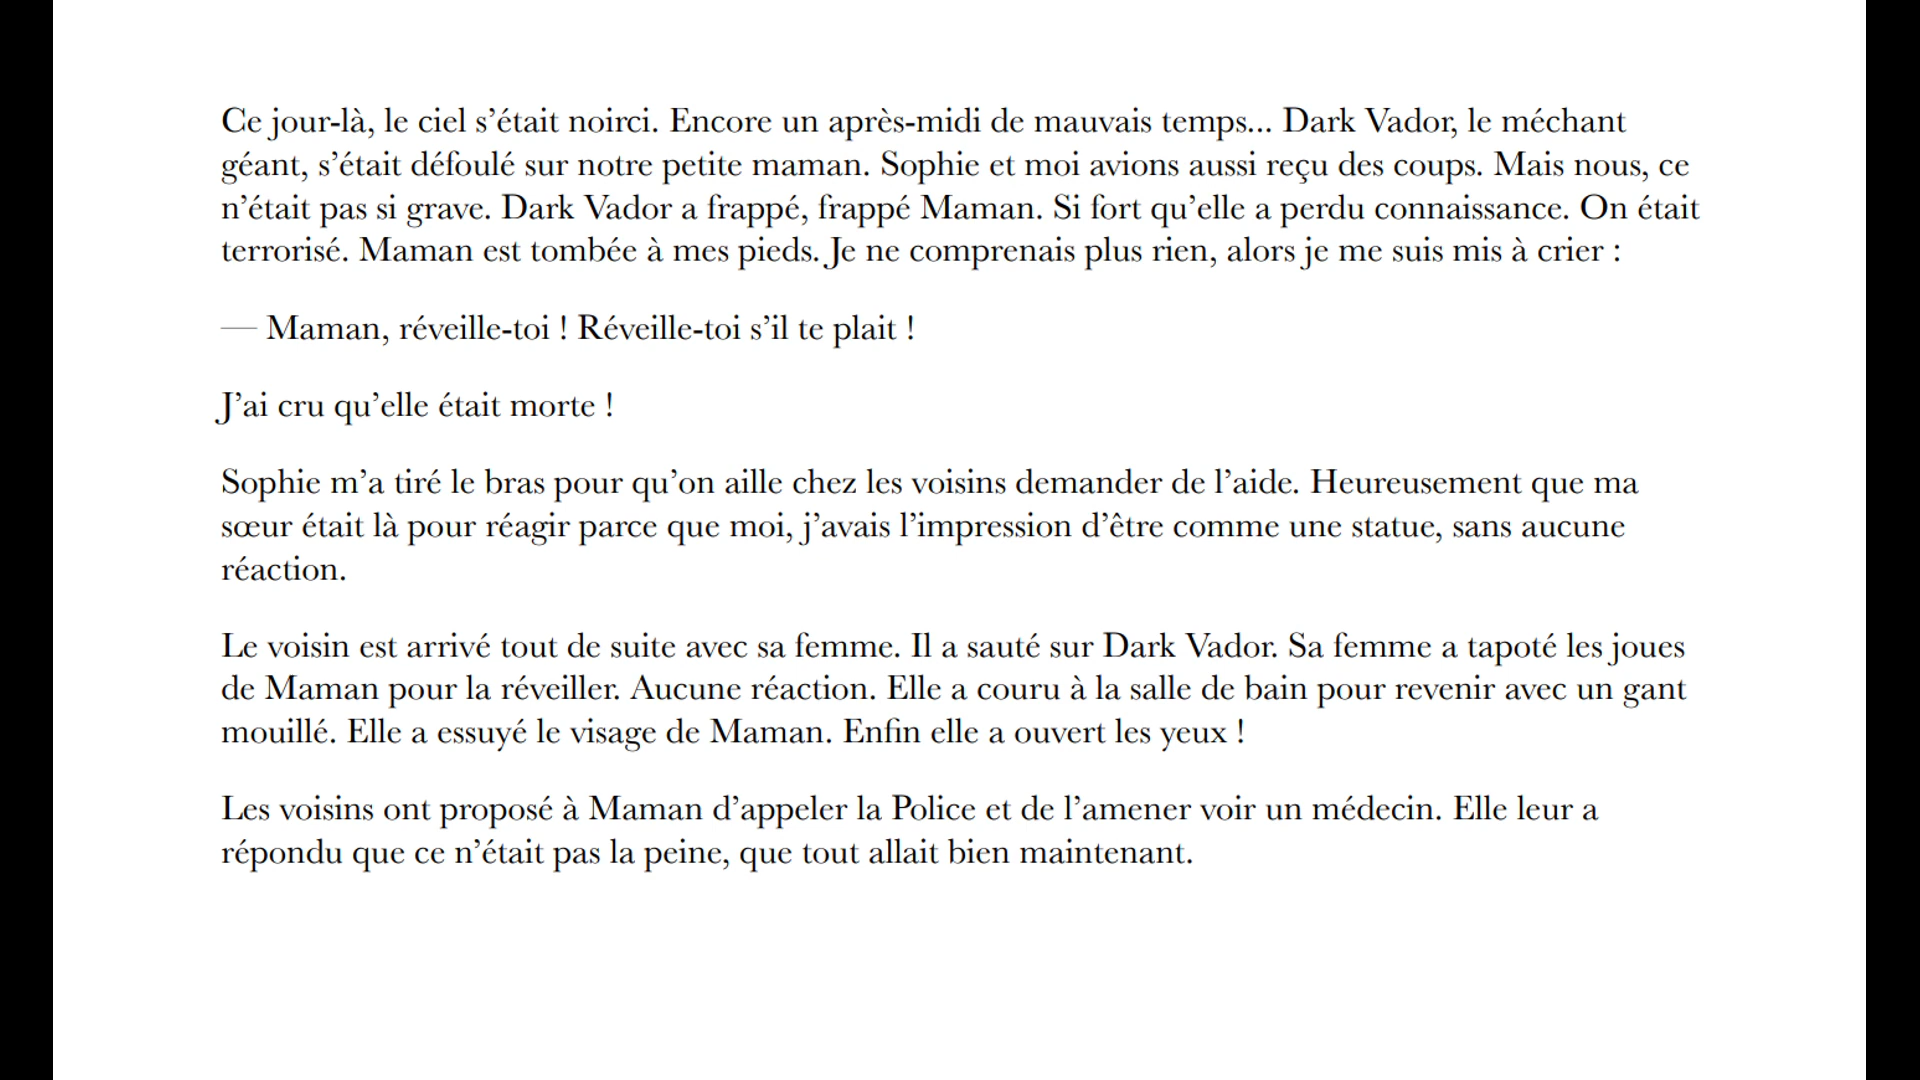 Ce jour-là, le ciel s’était noirci. Encore un après-midi de mauvais temps... Dark Vador, le méchant
géant, s’était défoulé sur notre petite maman. Sophie et moi avions aussi reçu des coups. Mais nous, ce
n’était pas si grave. Dark Vador a frappé, frappé Maman. Si fort qu’elle a perdu connaissance. On était
terrorisé. Maman est tombée à mes pieds. Je ne comprenais plus rien, alors je me suis mis à crier :
— Maman, réveille-toi ! Réveille-toi s’il te plait !
J’ai cru qu’elle était morte !
Sophie m’a tiré le bras pour qu’on aille chez les voisins demander de l’aide. Heureusement que ma
sœur était là pour réagir parce que moi, j’avais l’impression d’être comme une statue, sans aucune
réaction.
Le voisin est arrivé tout de suite avec sa femme. Il a sauté sur Dark Vador. Sa femme a tapoté les joues
de Maman pour la réveiller. Aucune réaction. Elle a couru à la salle de bain pour revenir avec un gant
mouillé. Elle a essuyé le visage de Maman. Enfin elle a ouvert les yeux !
Les voisins ont proposé à Maman d’appeler la Police et de l’amener voir un médecin. Elle leur a
répondu que ce n’était pas la peine, que tout allait bien maintenant.